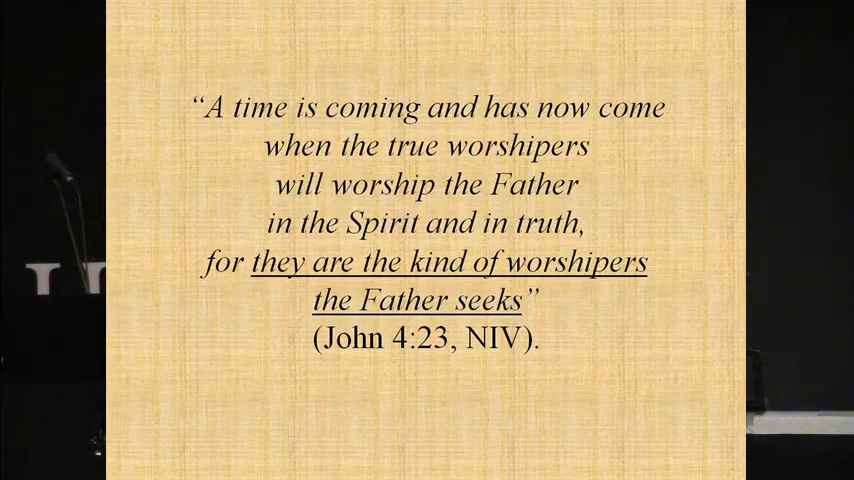 “A time is coming and has now come
when the true worshipers
will worship the Father
in the Spirit and in truth,
for they are the kind of worshipers
the Father seeks”
(John 4:23, NIV).